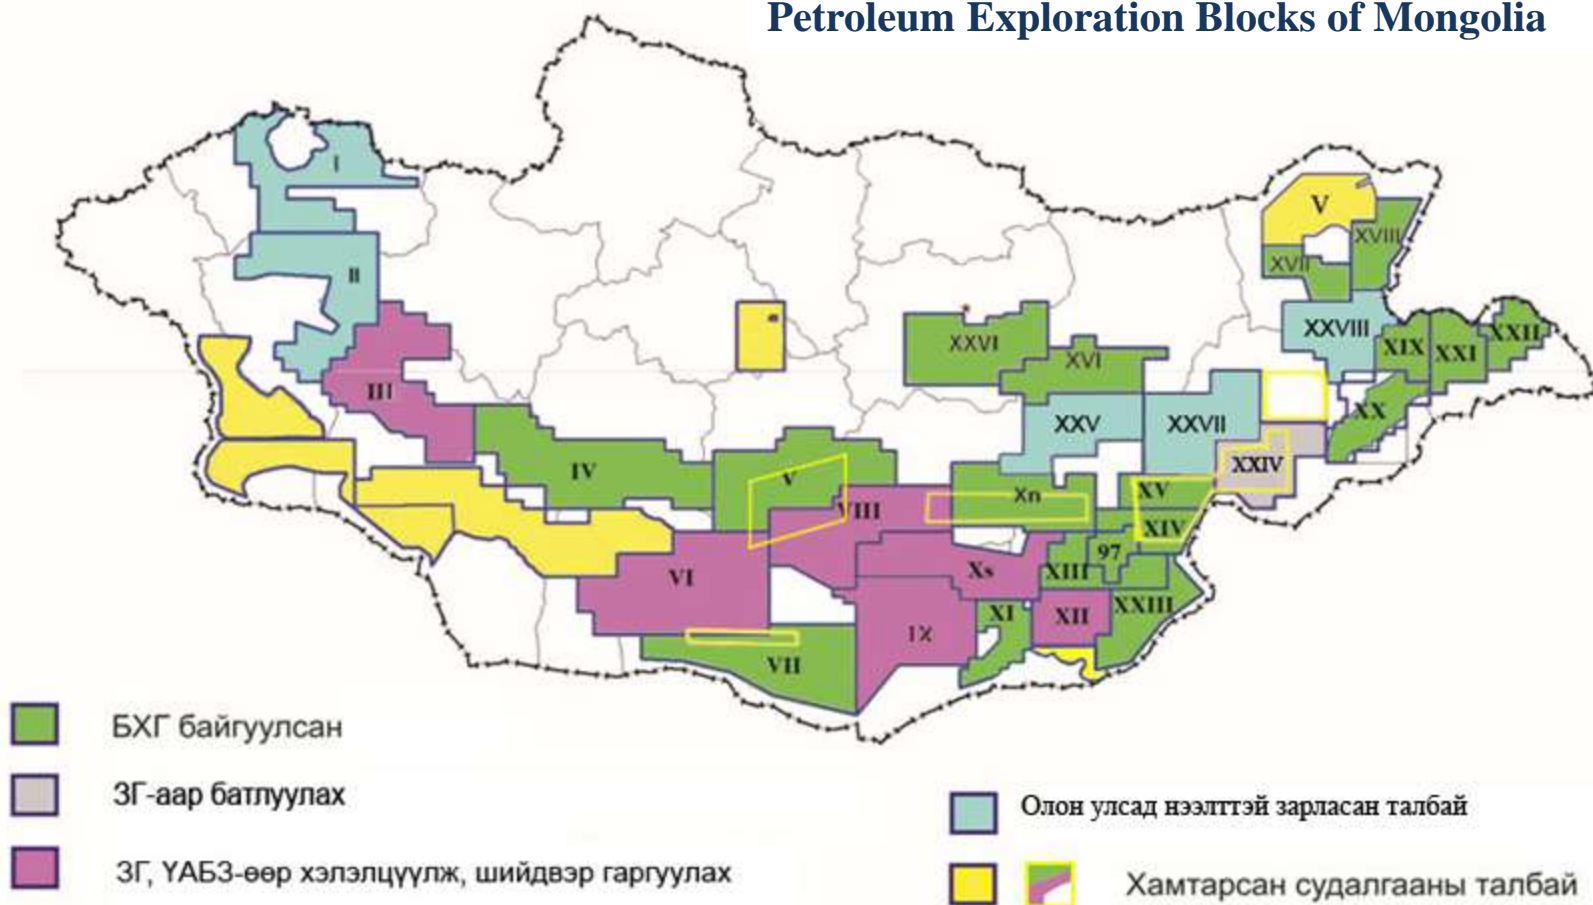 Petroleum Exploration Blocks of Mongolia
I
II
III
IV
V
VI
VII
VIII
IX
Xn
Xs
XI
XII
XIII
97
XIV
XV
XXIII
XXIV
XXV
XXVI
XVI
XXVII
XXVIII
V
XVII
XVIII
XIX
XX
XXI
XXII
БХГ байгуулсан
ЗГ-аар батлуулах
ЗГ, ҮАБЗ-өөр хэлэлцүүлж, шийдвэр гаргуулах
Олон улсад нээлттэй зарласан талбай
Хамтарсан судалгааны талбай